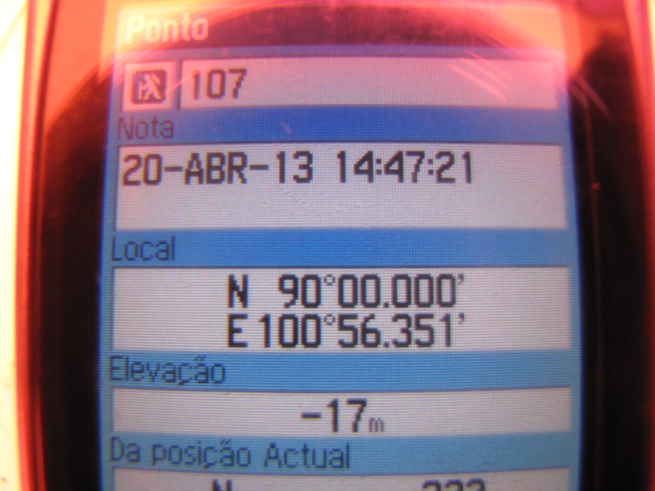 Ponto
107
Nota
20-ABR-13 14:47:21
Local
N 90°00.000'
E 100°56.351'
Elevação
-17m
Da posição Actual